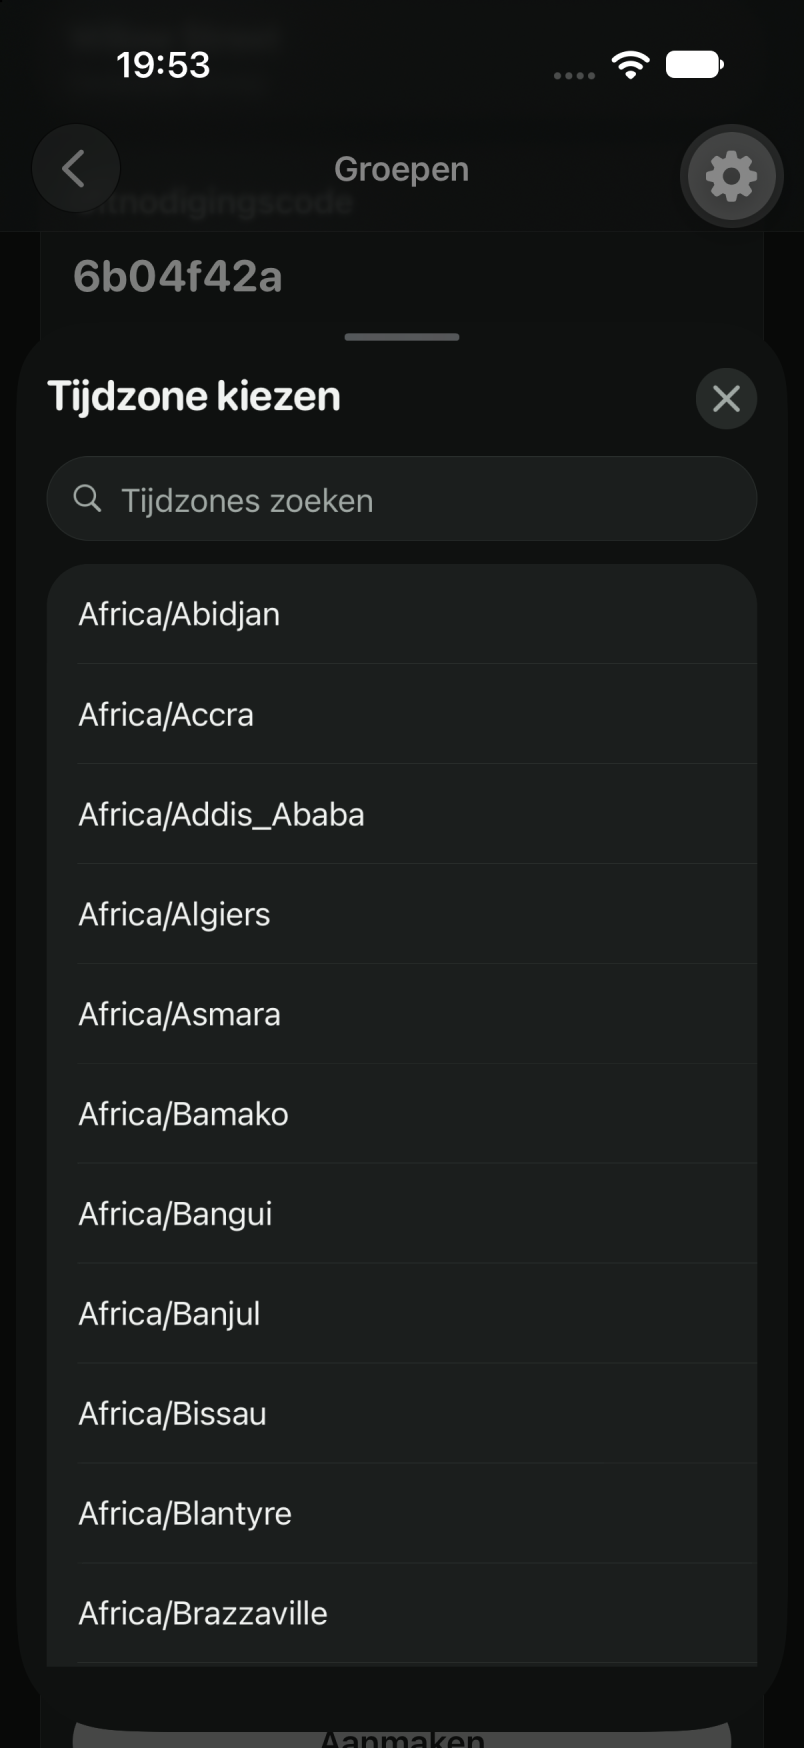 19:53
Groepen
6b04f42a
Tijdzone kiezen
Tijdzones zoeken
Africa/Abidjan
Africa/Accra
Africa/Addis_Ababa
Africa/Algiers
Africa/Asmara
Africa/Bamako
Africa/Bangui
Africa/Banjul
Africa/Bissau
Africa/Blantyre
Africa/Brazzaville
Aanmaken